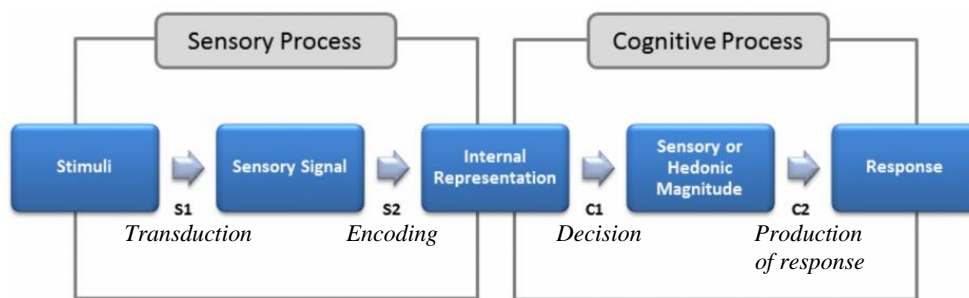 Sensory Process
Cognitive Process
Stimuli
Sensory Signal
Internal
Representation
Sensory or
Hedonic
Magnitude
Response
S1
S2
C1
C2
Transduction
Encoding
Decision
Production
of response